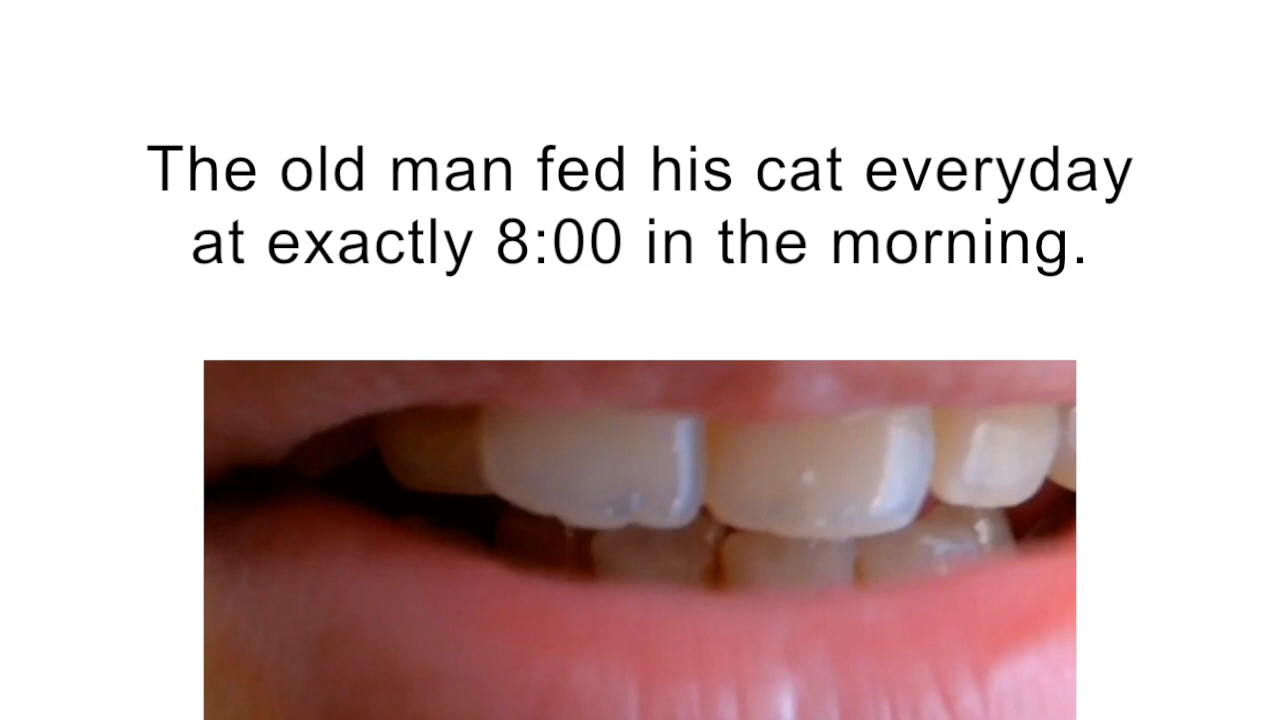 The old man fed his cat everyday
at exactly 8:00 in the morning.